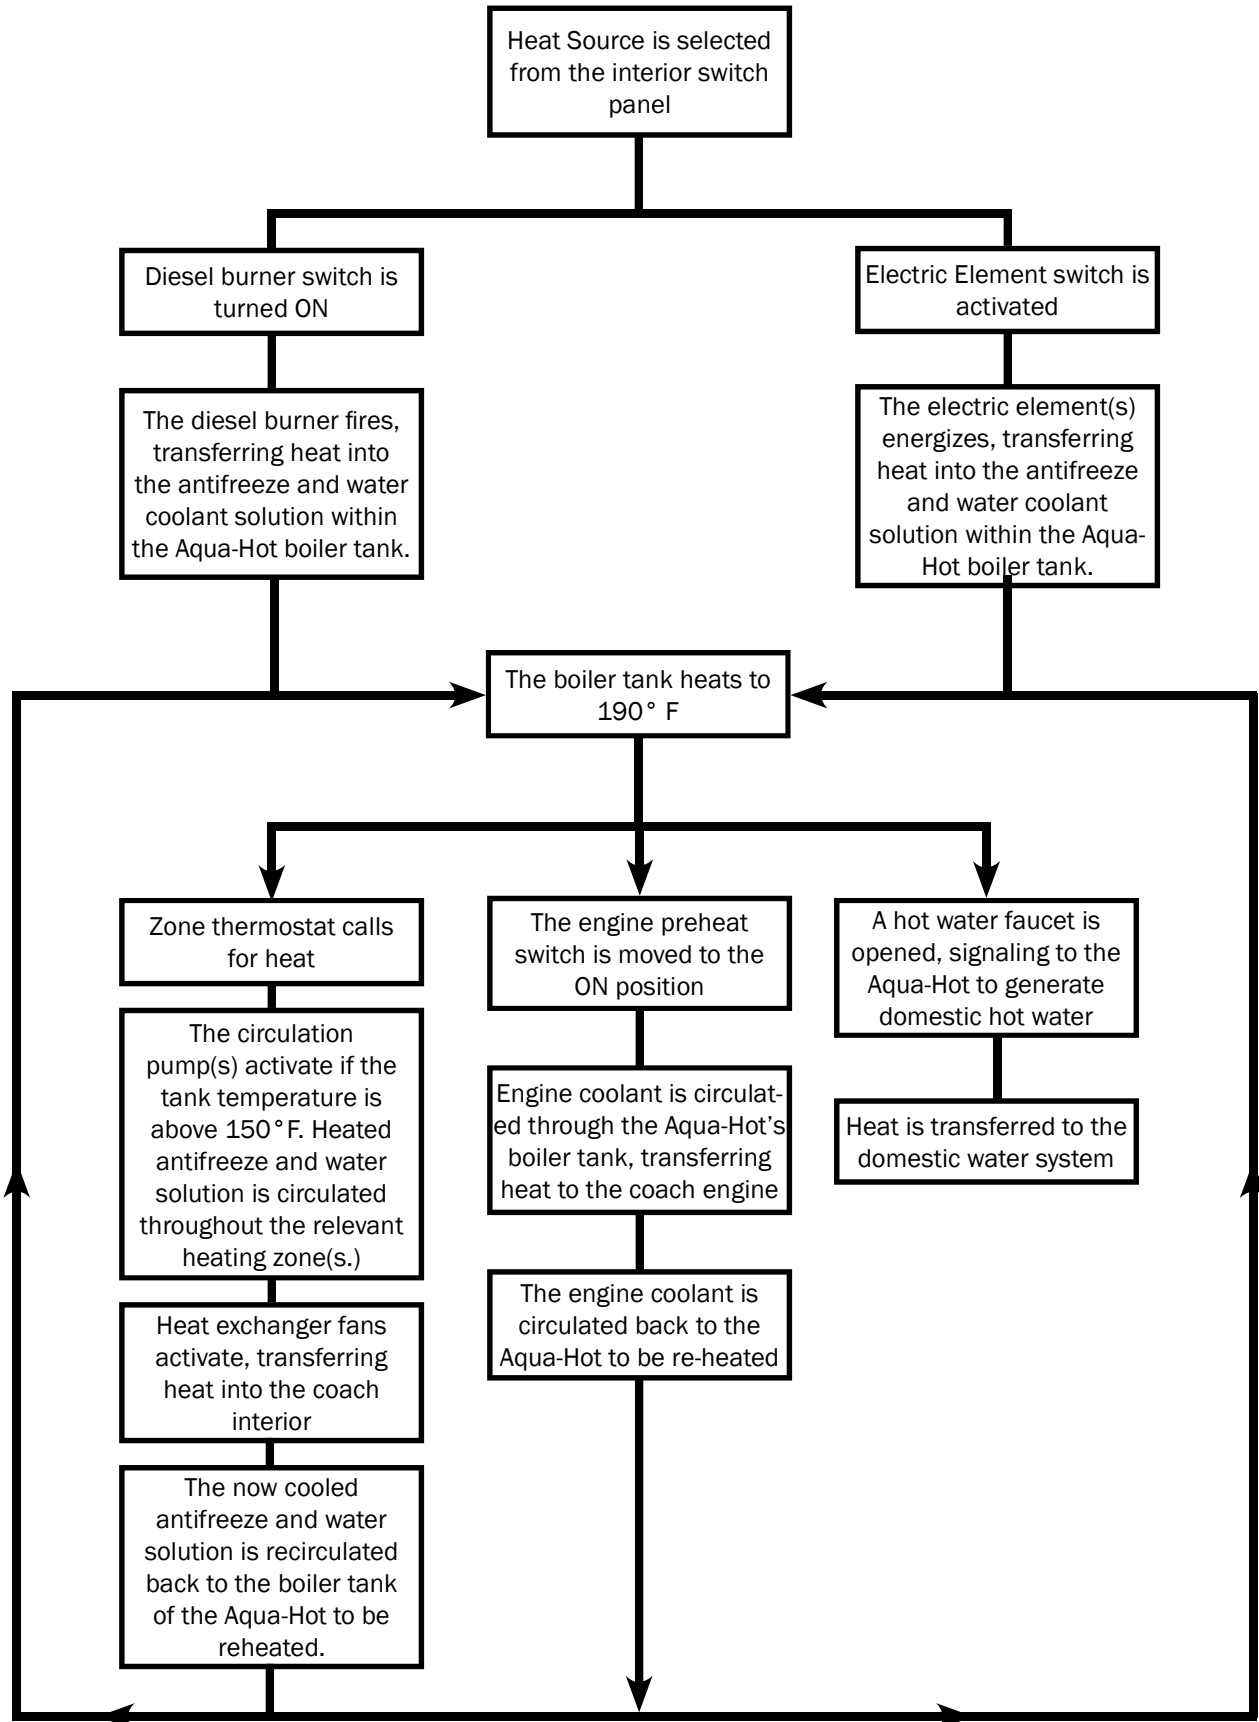 Heat Source is selected
from the interior switch
panel
Diesel burner switch is
turned ON
Electric Element switch is
activated
The diesel burner fires,
transferring heat into
the antifreeze and water
coolant solution within
the Aqua-Hot boiler tank.
The electric element(s)
energizes, transferring
heat into the antifreeze
and water coolant
solution within the Aqua-
Hot boiler tank.
The boiler tank heats to
190° F
Zone thermostat calls
for heat
The circulation
pump(s) activate if the
tank temperature is
above 150°F. Heated
antifreeze and water
solution is circulated
throughout the relevant
heating zone(s.)
Heat exchanger fans
activate, transferring
heat into the coach
interior
The now cooled
antifreeze and water
solution is recirculated
back to the boiler tank
of the Aqua-Hot to be
reheated.
The engine preheat
switch is moved to the
ON position
Engine coolant is circulat-
ed through the Aqua-Hot’s
boiler tank, transferring
heat to the coach engine
The engine coolant is
circulated back to the
Aqua-Hot to be re-heated
A hot water faucet is
opened, signaling to the
Aqua-Hot to generate
domestic hot water
Heat is transferred to the
domestic water system